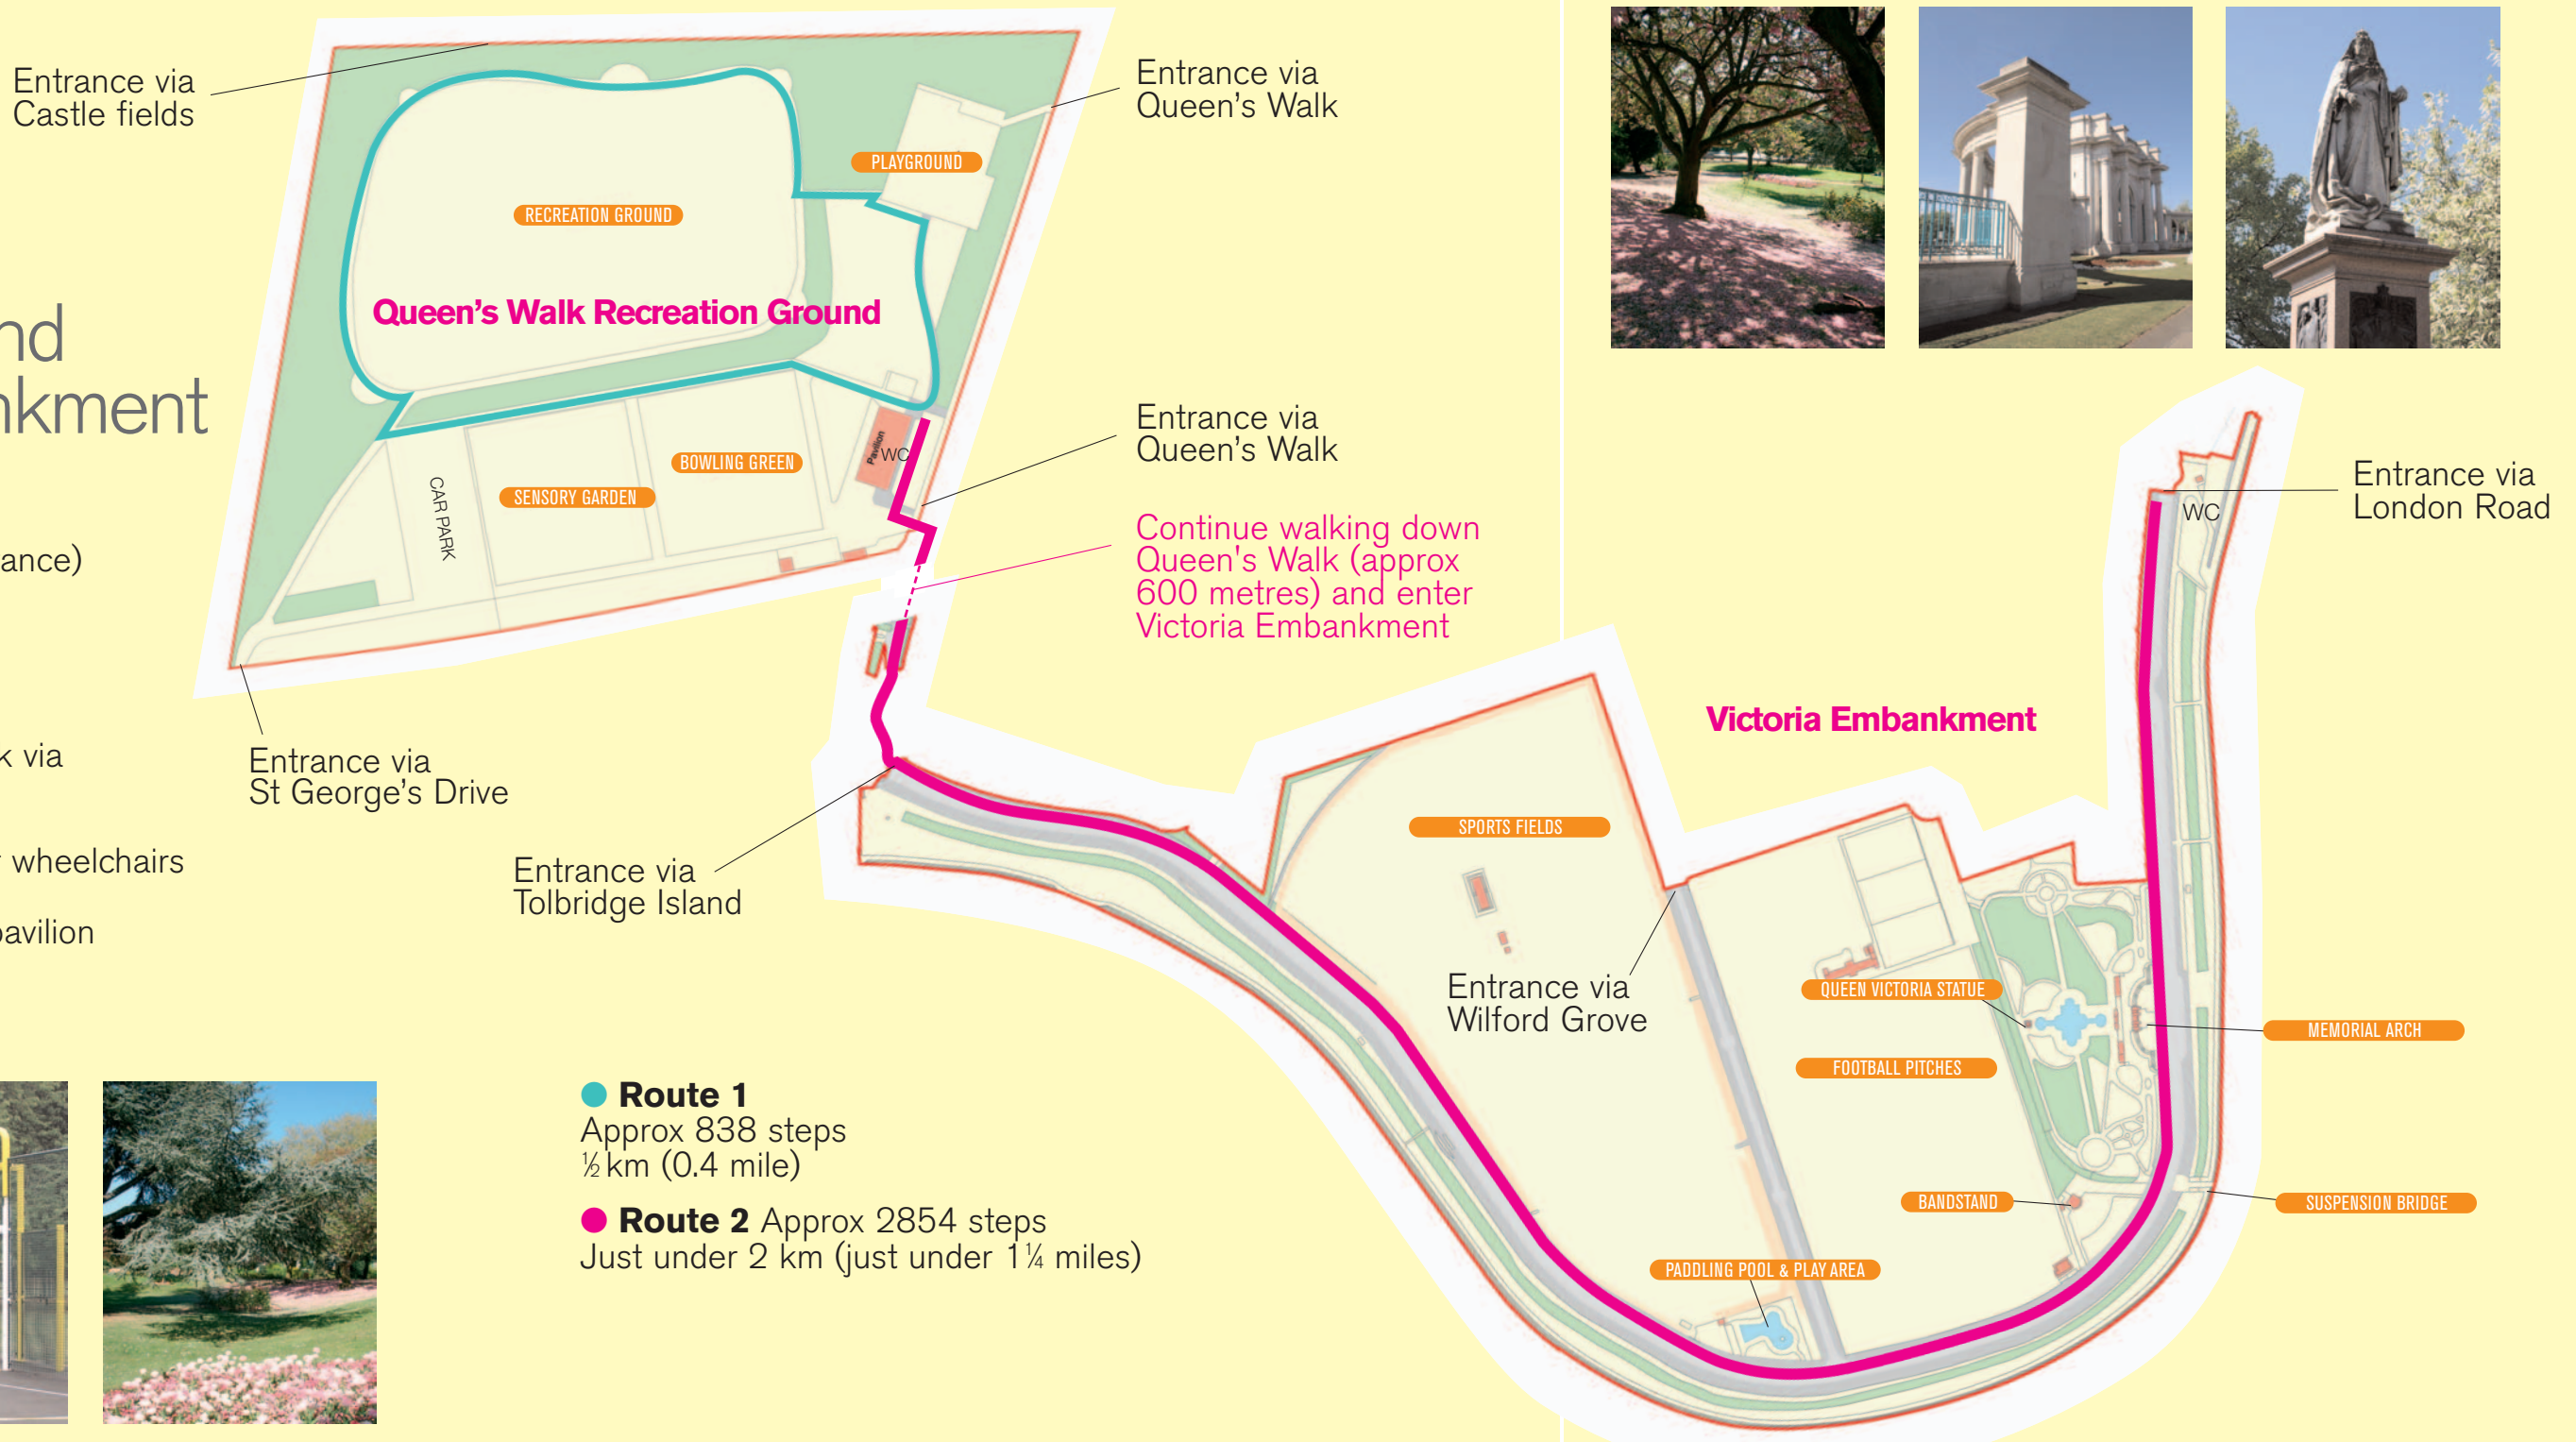 Entrance via
Castle fields
Entrance via
Queen's Walk
PLAYGROUND
RECREATION GROUND
Queen's Walk Recreation Ground
nd
nkment
Entrance via
Queen's Walk
Pavilion
WC
BOWLING GREEN
SENSORY GARDEN
CAR PARK
Continue walking down
Queen's Walk (approx
600 metres) and enter
Victoria Embankment
ance)
k via
wheelchairs
pavilion
Entrance via
St George's Drive
Entrance via
Tolbridge Island
Entrance via
London Road
WC
Victoria Embankment
SPORTS FIELDS
Entrance via
Wilford Grove
QUEEN VICTORIA STATUE
MEMORIAL ARCH
FOOTBALL PITCHES
BANDSTAND
SUSPENSION BRIDGE
PADDLING POOL & PLAY AREA
Route 1
Approx 838 steps
½ km (0.4 mile)
Route 2 Approx 2854 steps
Just under 2 km (just under 1¼ miles)